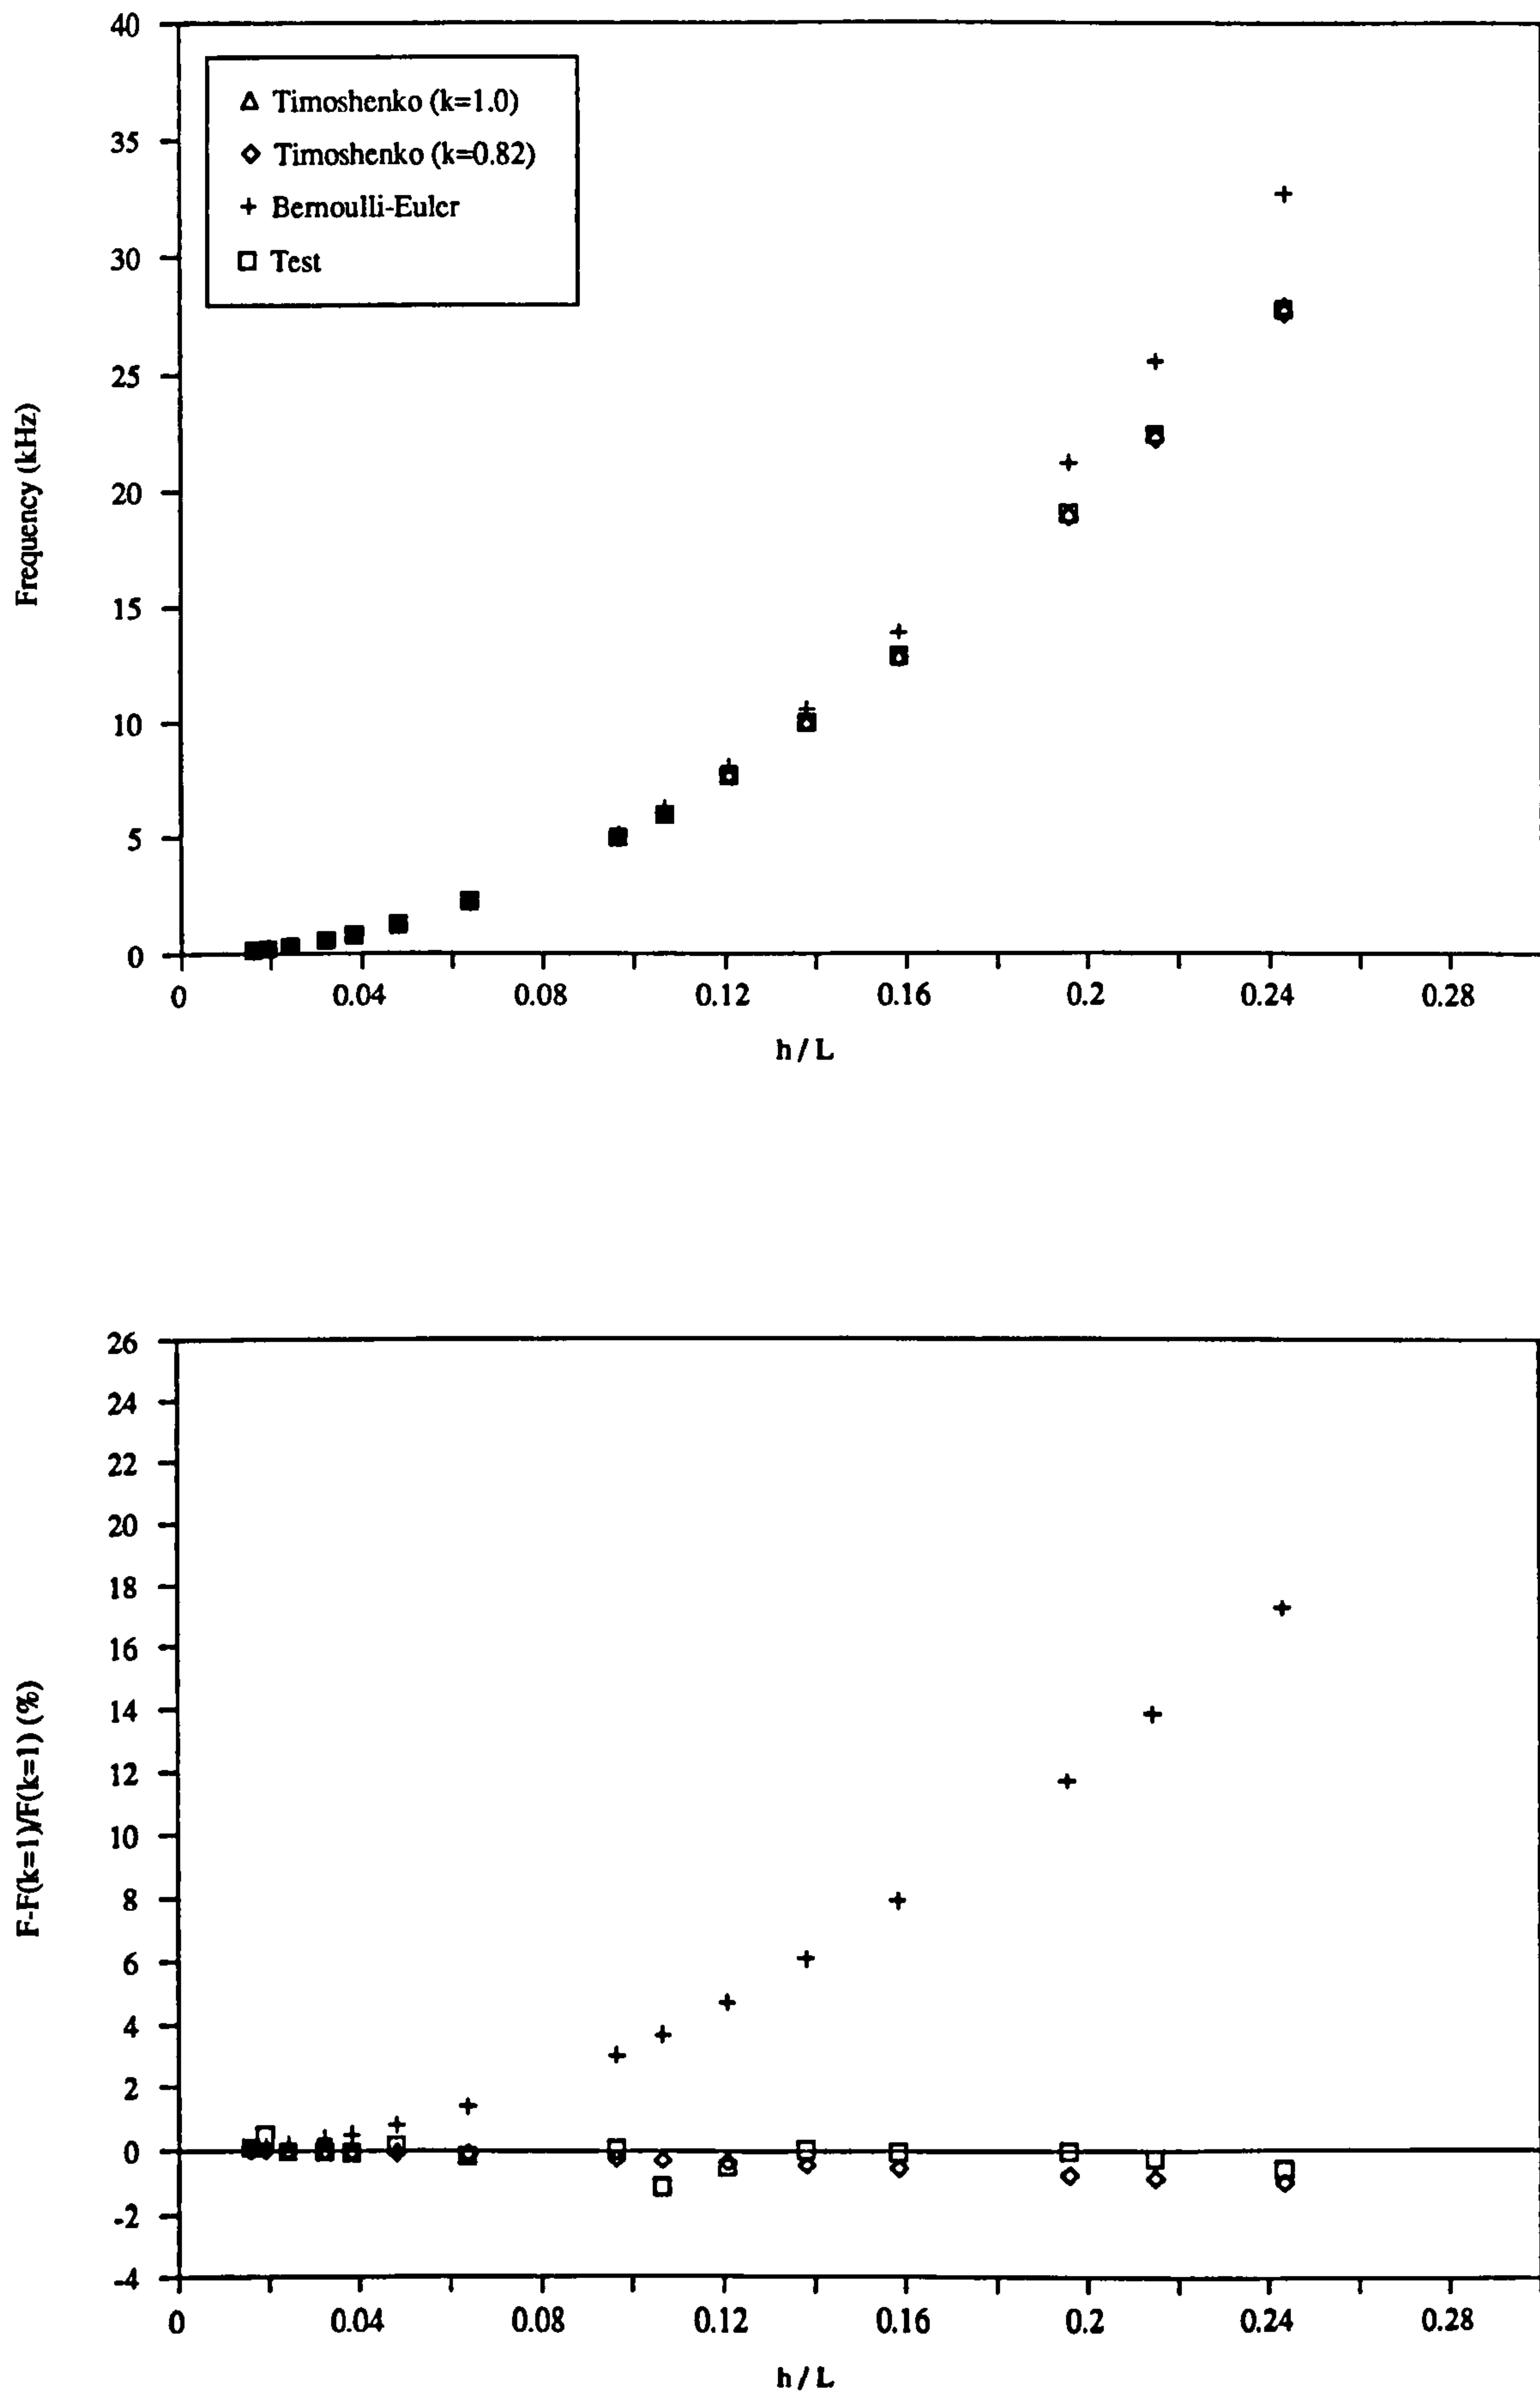 40
35
30
25
20
15
10
5
0
Frequency (kHz)
Timoshenko (k=1.0)
Timoshenko (k=0.82)
Bernoulli-Euler
Test
0 0.04 0.08 0.12 0.16 0.2 0.24 0.28
h / L
26
24
22
20
18
16
14
12
10
8
6
4
2
0
-2
-4
F-F(k=1)/F(k=1) (%)
0 0.04 0.08 0.12 0.16 0.2 0.24 0.28
h / L